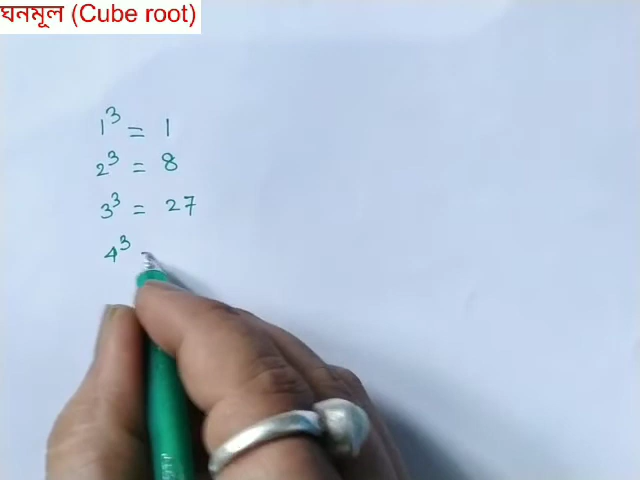 ঘনমূল (Cube root)
1³ = 1
2³ = 8
3³ = 27
4³